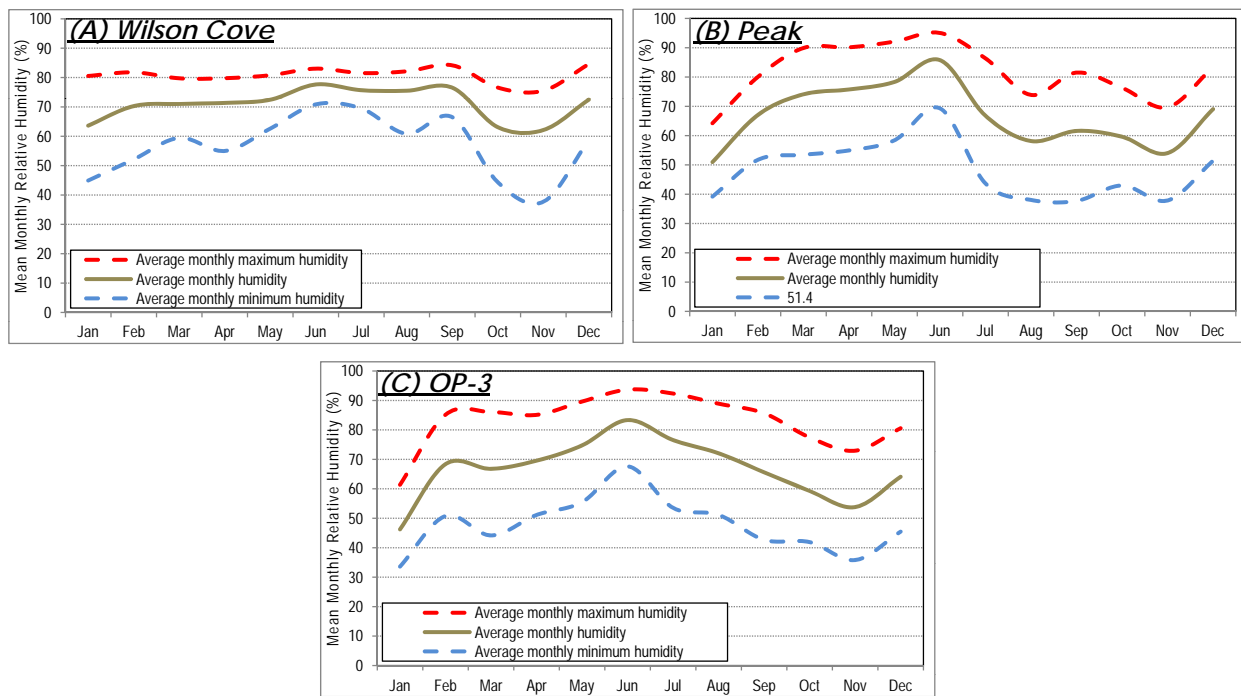 (A) Wilson Cove
Mean Monthly Relative Humidity (%)
100
90
80
70
60
50
40
30
20
10
0
Average monthly maximum humidity
Average monthly humidity
Average monthly minimum humidity
Jan Feb Mar Apr May Jun Jul Aug Sep Oct Nov Dec
(B) Peak
Mean Monthly Relative Humidity (%)
100
90
80
70
60
50
40
30
20
10
0
Average monthly maximum humidity
Average monthly humidity
51.4
Jan Feb Mar Apr May Jun Jul Aug Sep Oct Nov Dec
(C) OP-3
Mean Monthly Relative Humidity (%)
100
90
80
70
60
50
40
30
20
10
0
Average monthly maximum humidity
Average monthly humidity
Average monthly minimum humidity
Jan Feb Mar Apr May Jun Jul Aug Sep Oct Nov Dec